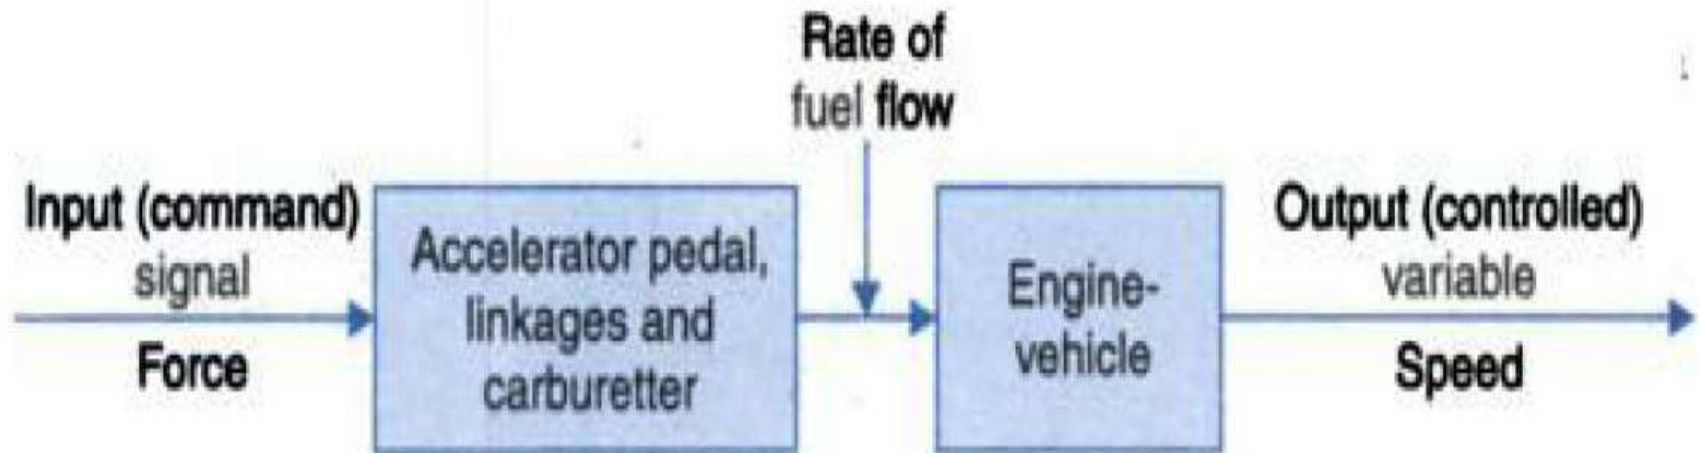 Rate of
fuel flow
Input (command)
signal
Force
Accelerator pedal,
linkages and
carburetter
Engine-
vehicle
Output (controlled)
variable
Speed